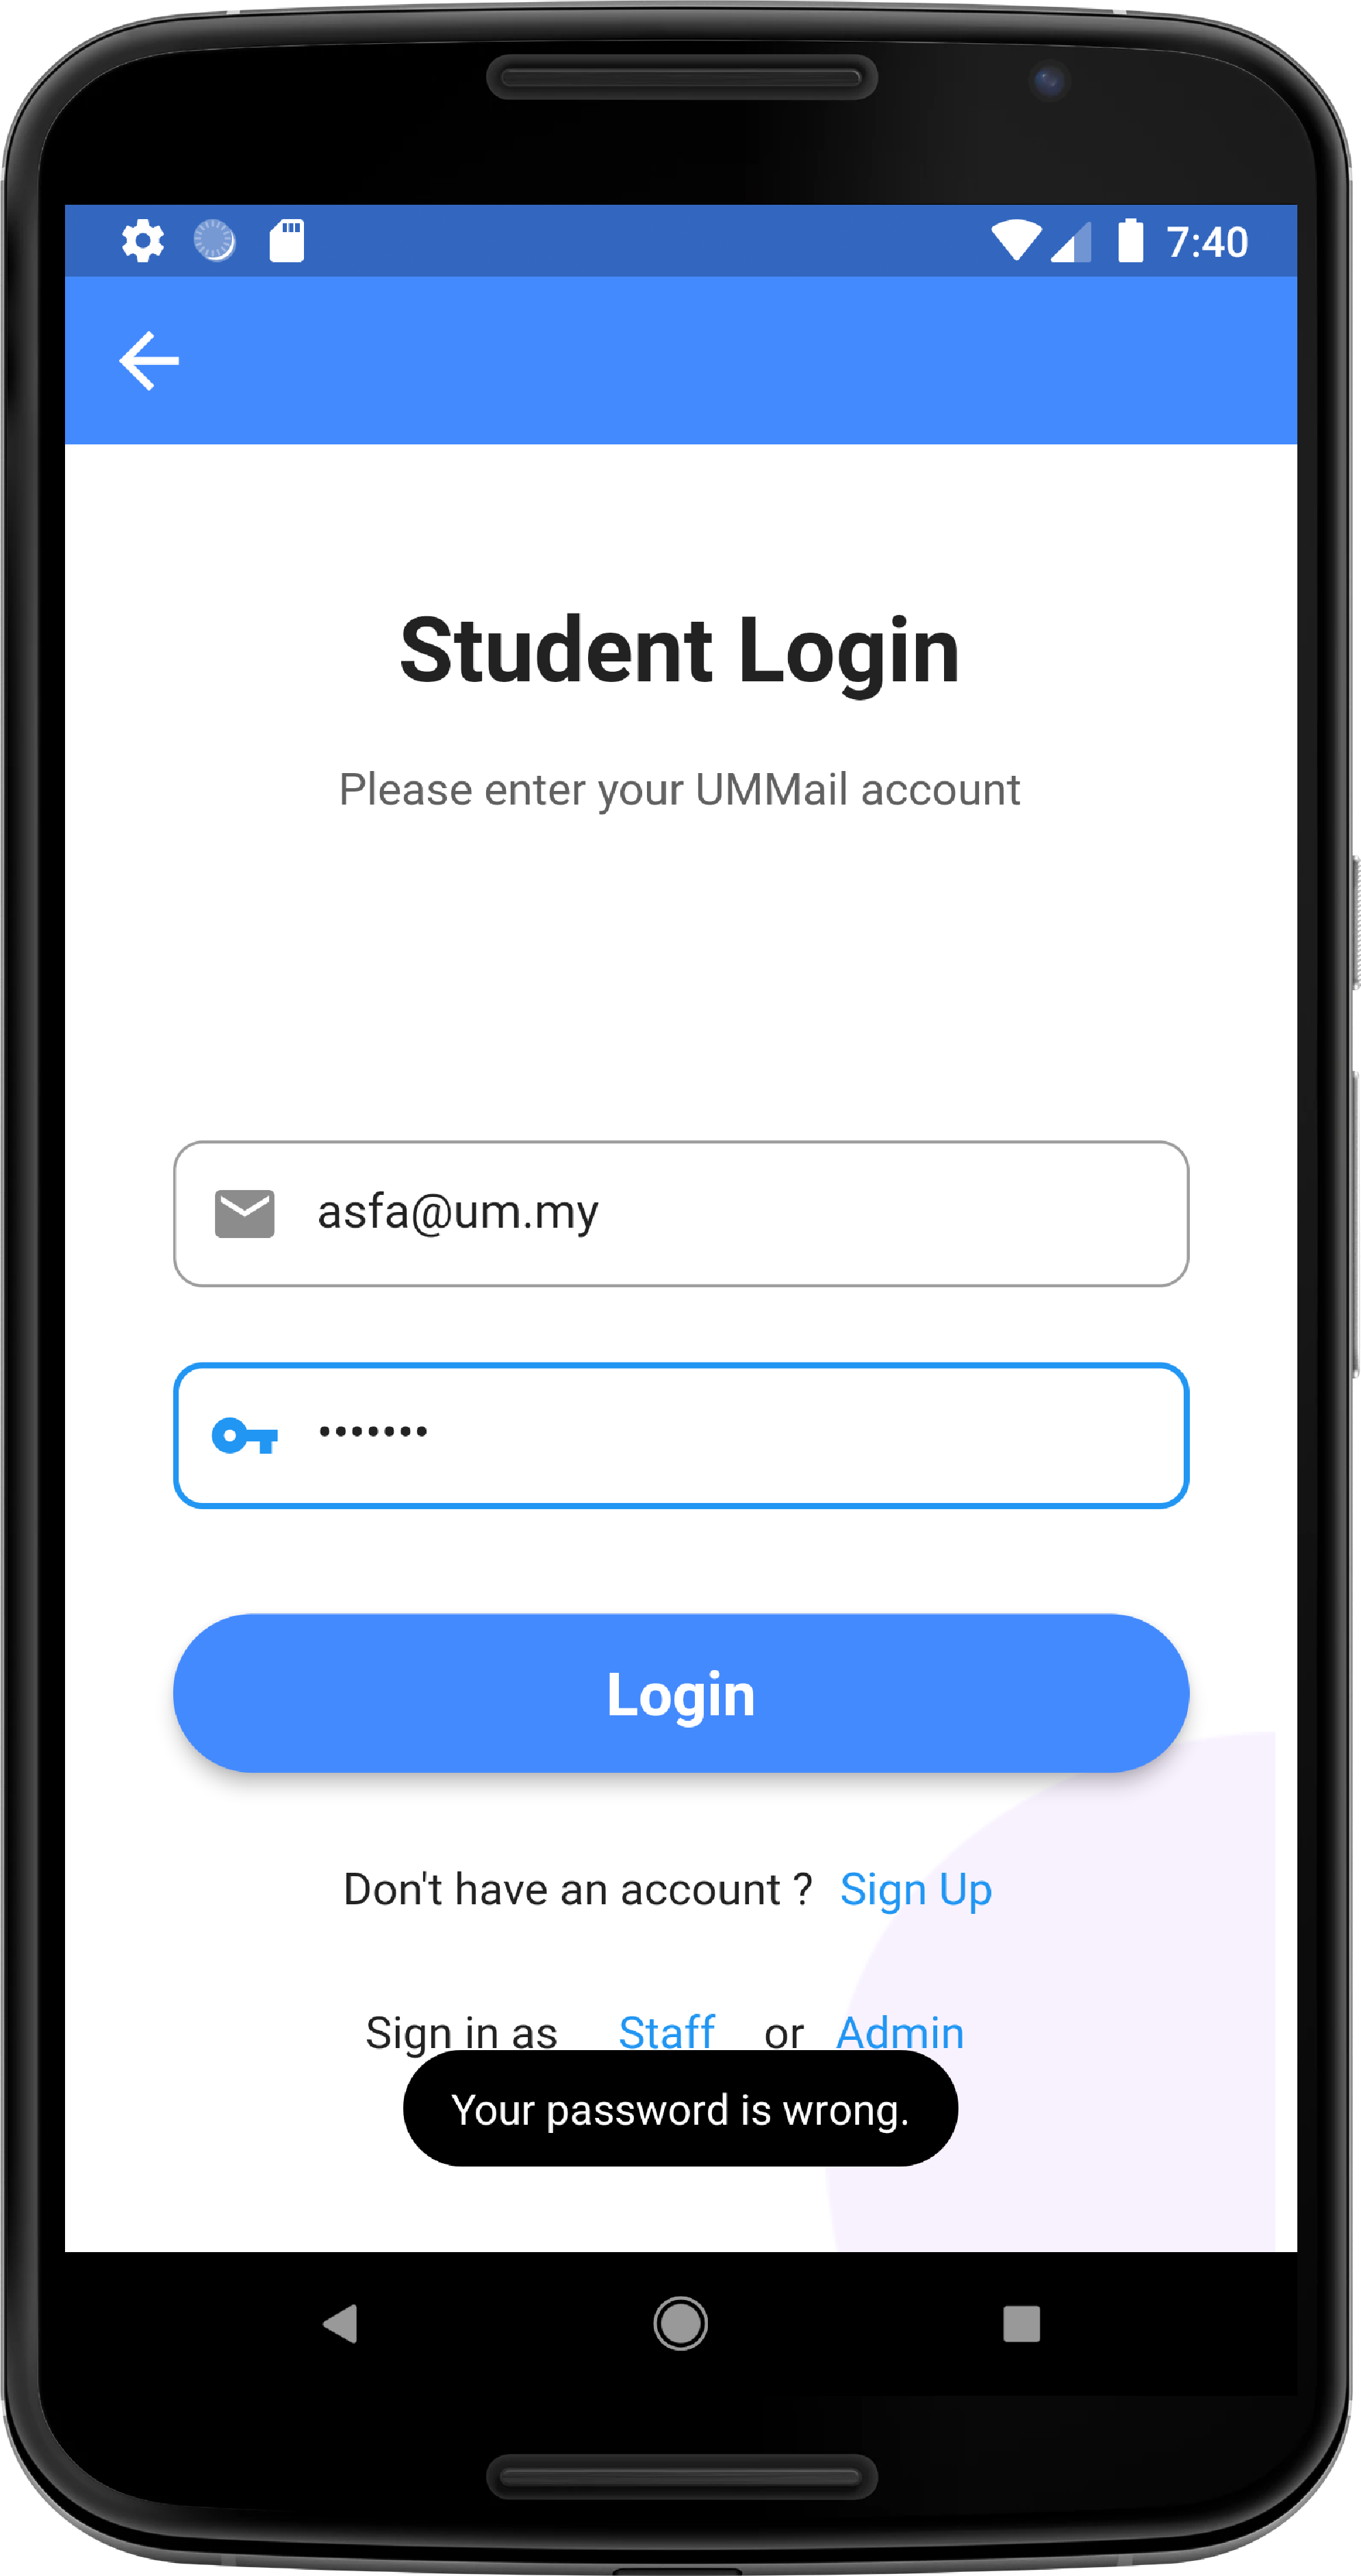 7:40
Student Login
Please enter your UMMail account
asfa@um.my
•••••••
Login
Don't have an account ? Sign Up
Sign in as Staff or Admin
Your password is wrong.